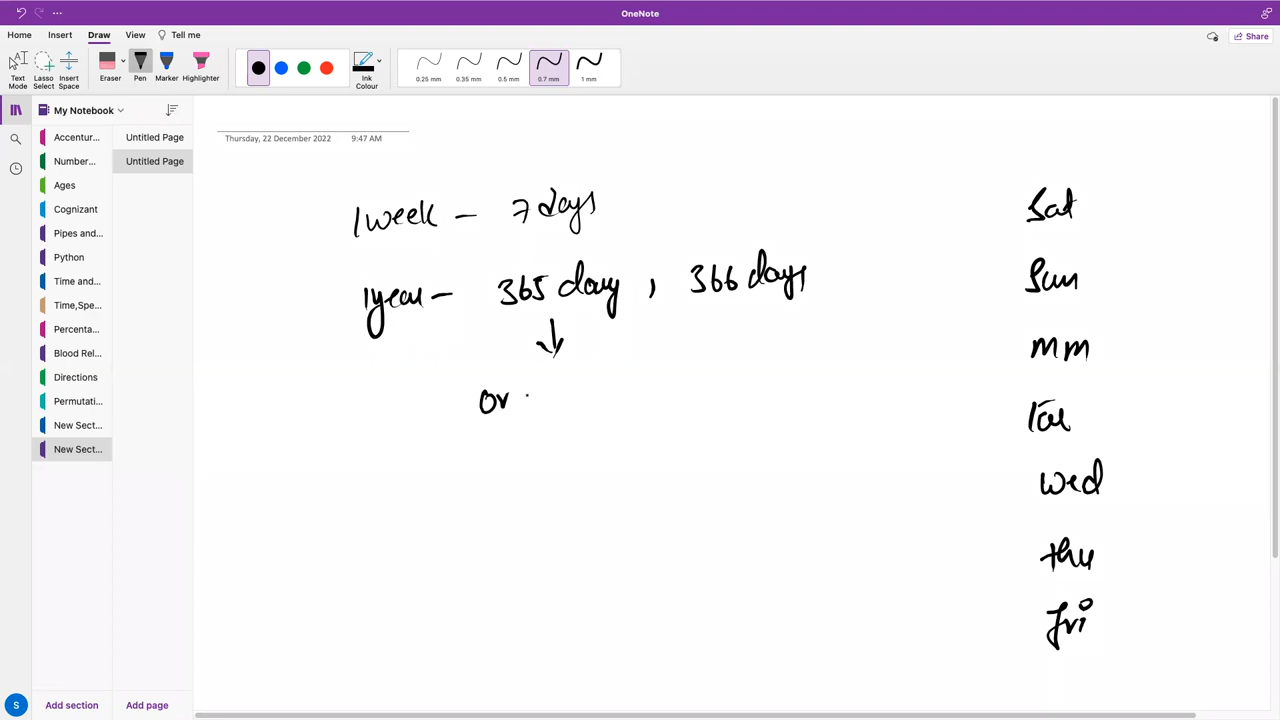 OneNote
Home Insert Draw View Tell me
Share
Text Mode
Lasso Select
Insert Space
Eraser
Pen
Marker
Highlighter
Ink Colour
0.25 mm
0.35 mm
0.5 mm
0.7 mm
1 mm
My Notebook
Accentur...
Number...
Ages
Cognizant
Pipes and...
Python
Time and...
Time,Spe...
Percenta...
Blood Rel...
Directions
Permutati...
New Sect...
New Sect...
Untitled Page
Untitled Page
Thursday, 22 December 2022 9:47 AM
1 week – 7 days
1 year – 365 day, 366 days
or
Sat
Sun
Wed
thu
fri
S
Add section
Add page